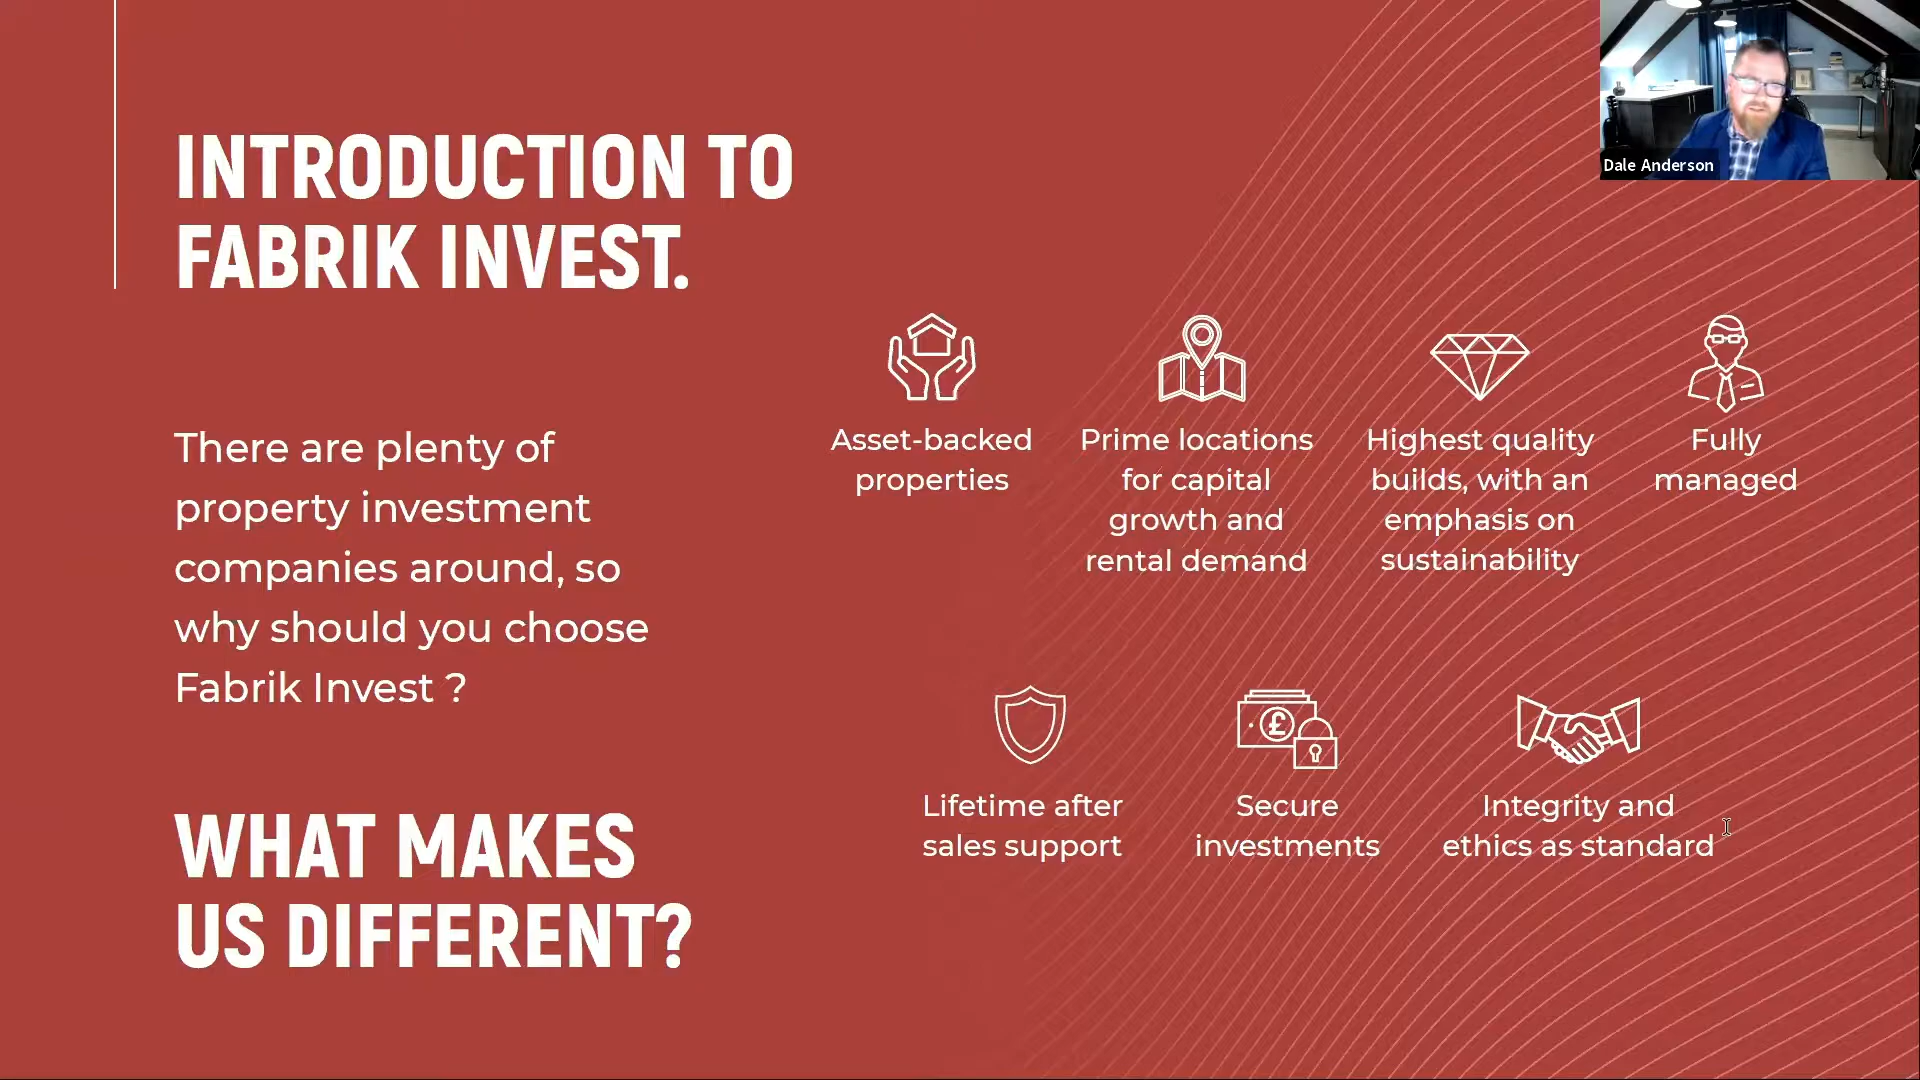 INTRODUCTION TO
FABRIK INVEST.
There are plenty of
property investment
companies around, so
why should you choose
Fabrik Invest ?
WHAT MAKES
US DIFFERENT?
Asset-backed
properties
Prime locations
for capital
growth and
rental demand
Highest quality
builds, with an
emphasis on
sustainability
Fully
managed
£
Lifetime after
sales support
Secure
investments
Integrity and
ethics as standard
Dale Anderson